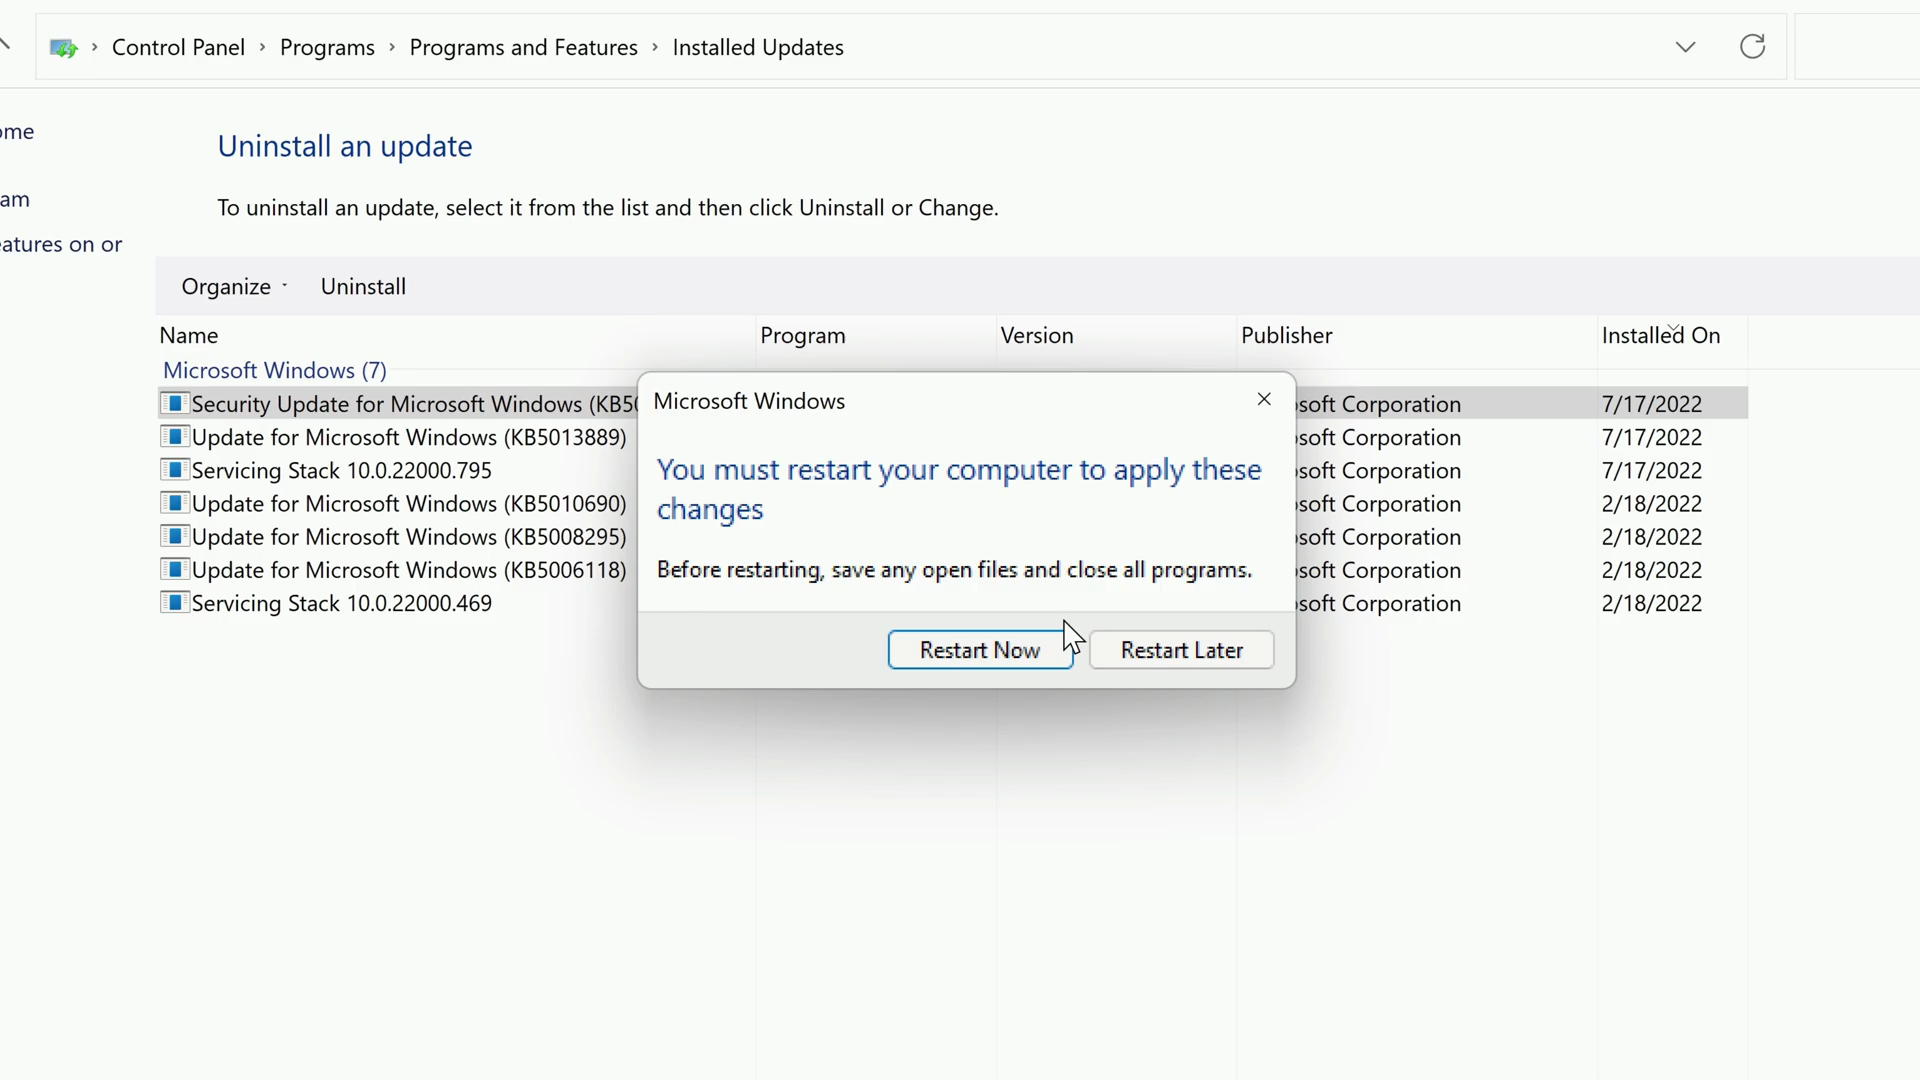 Control Panel › Programs › Programs and Features › Installed Updates
Uninstall an update
To uninstall an update, select it from the list and then click Uninstall or Change.
eatures on or
Organize Uninstall
Name Program Version Publisher Installed On
Microsoft Windows (7)
Security Update for Microsoft Windows (KB50 soft Corporation 7/17/2022
Update for Microsoft Windows (KB5013889) soft Corporation 7/17/2022
Servicing Stack 10.0.22000.795 soft Corporation 7/17/2022
Update for Microsoft Windows (KB5010690) soft Corporation 2/18/2022
Update for Microsoft Windows (KB5008295) soft Corporation 2/18/2022
Update for Microsoft Windows (KB5006118) soft Corporation 2/18/2022
Servicing Stack 10.0.22000.469 soft Corporation 2/18/2022
Microsoft Windows
You must restart your computer to apply these
changes
Before restarting, save any open files and close all programs.
Restart Now Restart Later